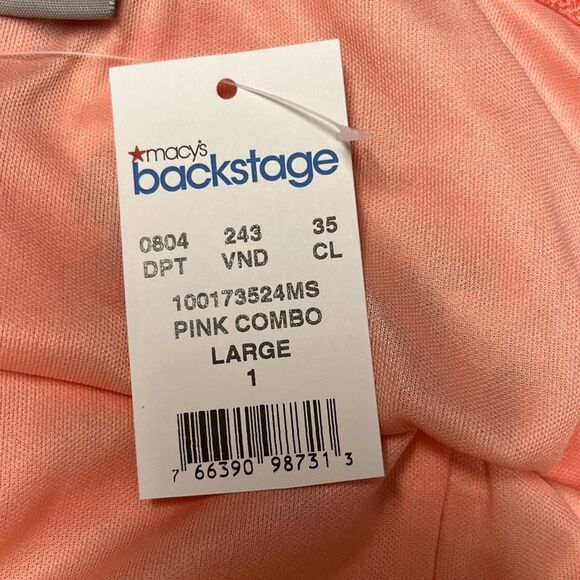 macy's
backstage
0804 243 35
DPT VND CL
100173524MS
PINK COMBO
LARGE
1
7 66390 98731 3